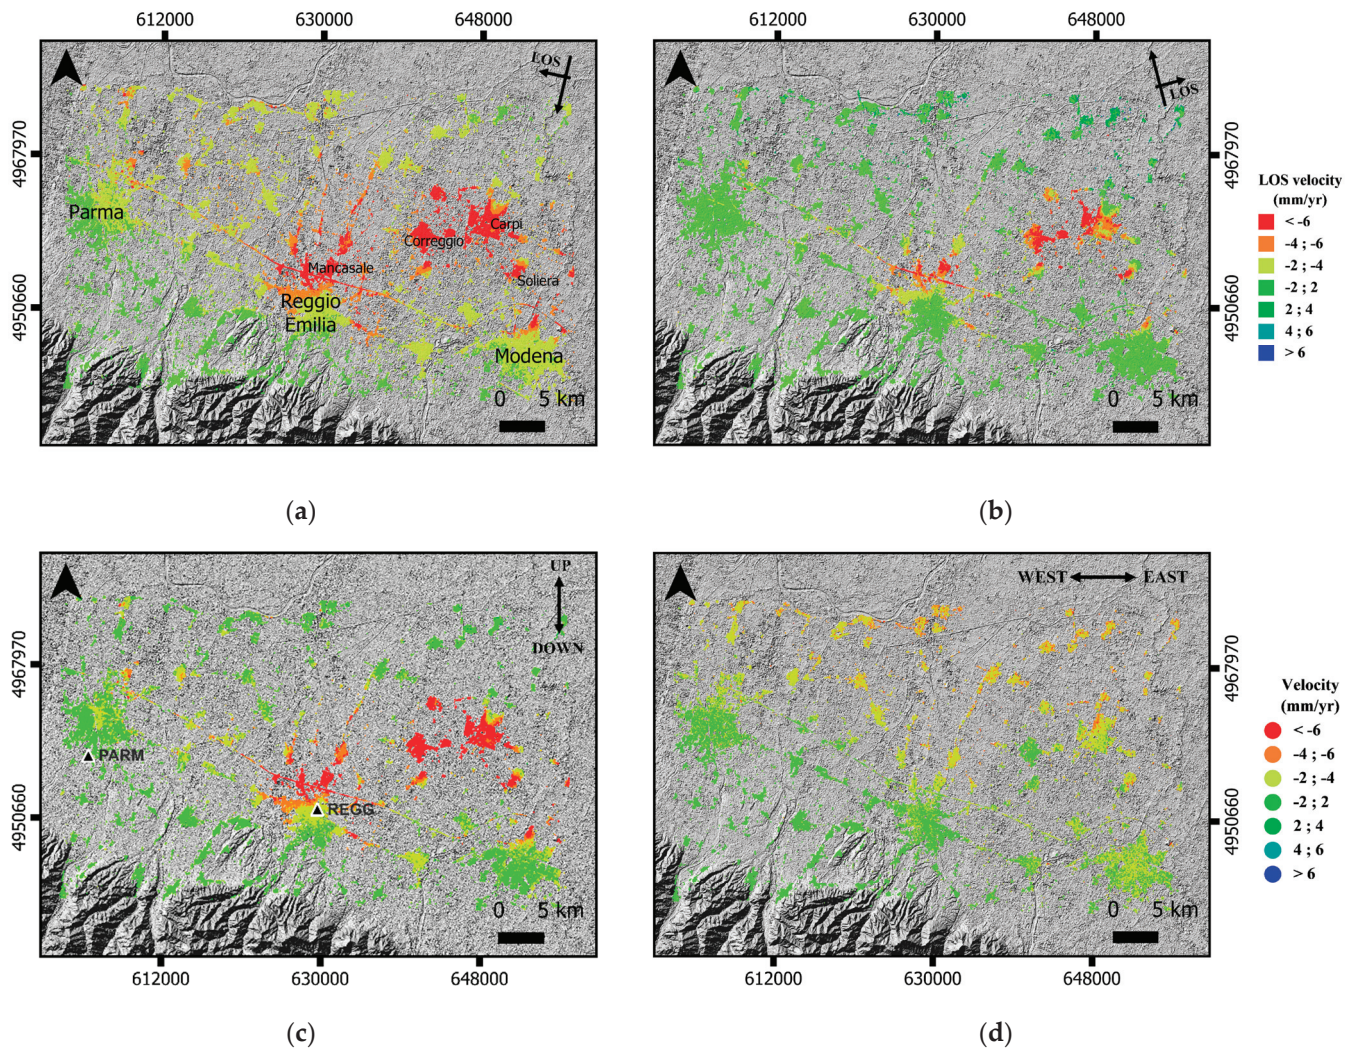 612000 630000 648000
612000 630000 648000
4967970
4950660
LOS
Parma
Correggio
Carpi
Mancasale
Soliera
Reggio
Emilia
Modena
0 5 km
LOS
0 5 km
4967970
4950660
LOS velocity
(mm/yr)
< -6
-4 ; -6
-2 ; -4
-2 ; 2
2 ; 4
4 ; 6
> 6
(a)
(b)
4967970
4950660
UP
DOWN
PARM
REGG
0 5 km
612000 630000 648000
WEST EAST
0 5 km
4967970
4950660
612000 630000 648000
Velocity
(mm/yr)
< -6
-4 ; -6
-2 ; -4
-2 ; 2
2 ; 4
4 ; 6
> 6
(c)
(d)